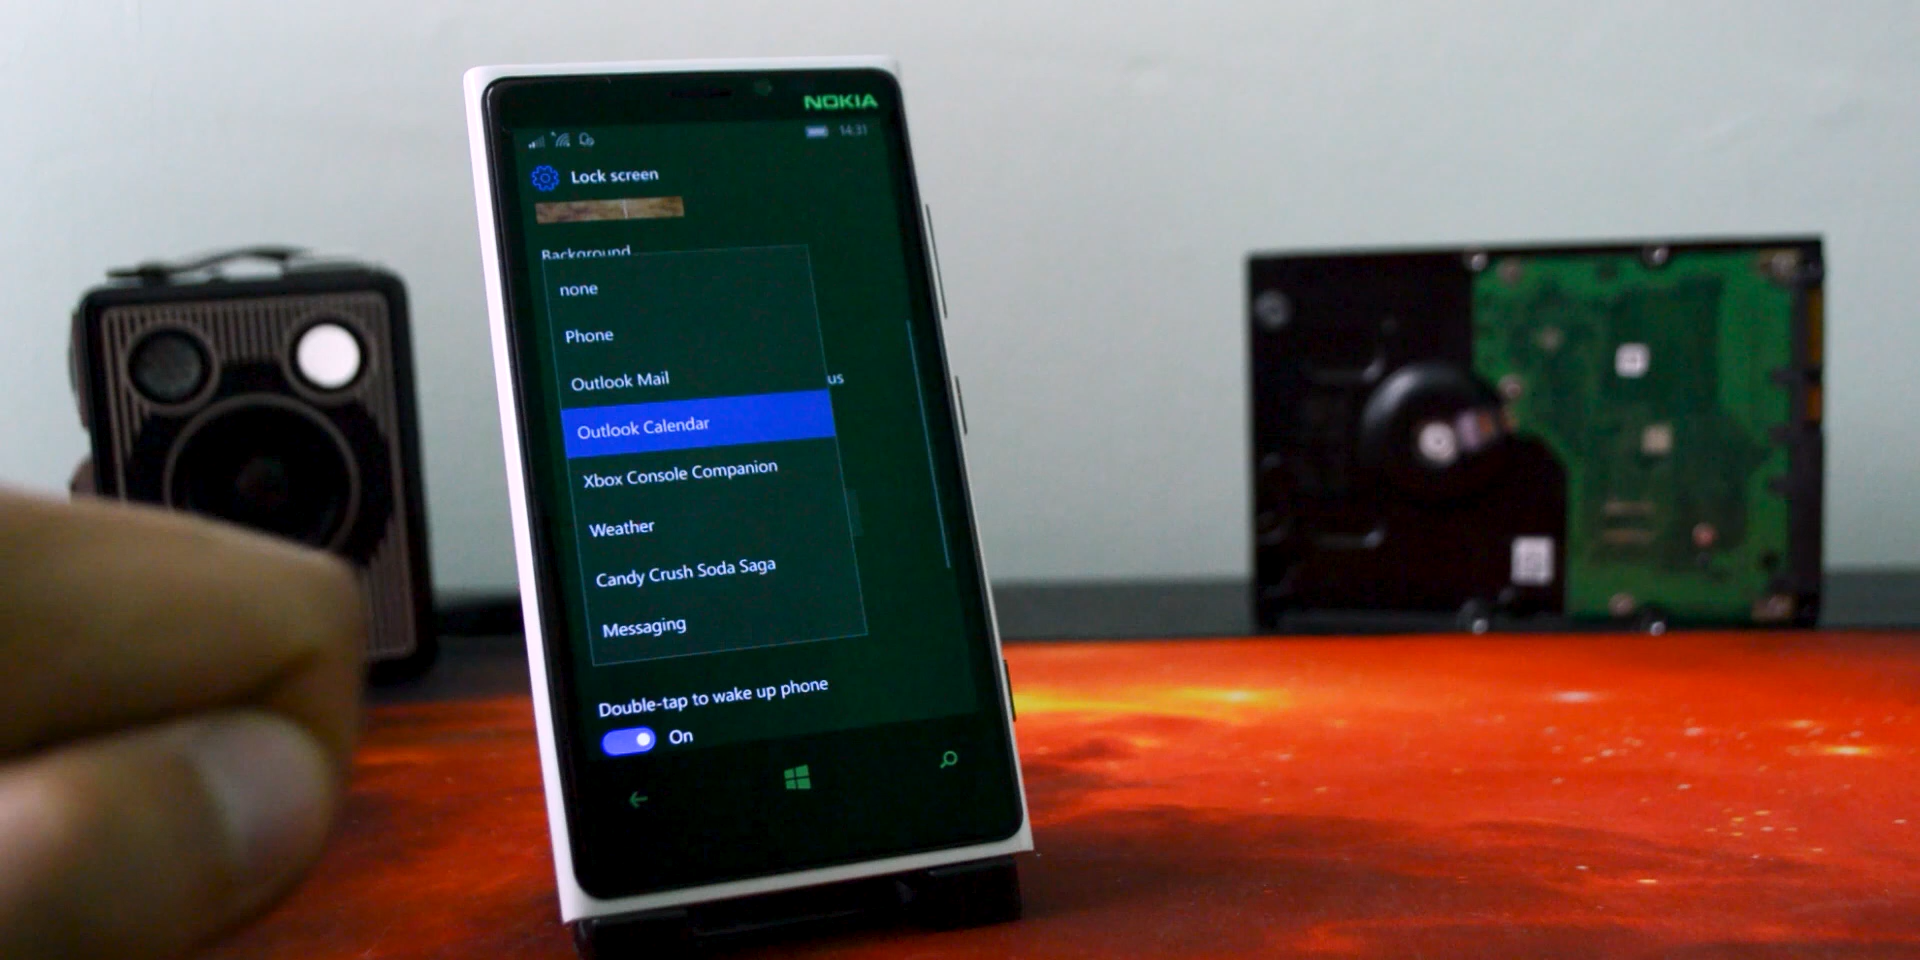 NOKIA
14:31
Lock screen
Background
none
Phone
Outlook Mail
us
Outlook Calendar
Xbox Console Companion
Weather
Candy Crush Soda Saga
Messaging
Double-tap to wake up phone
On